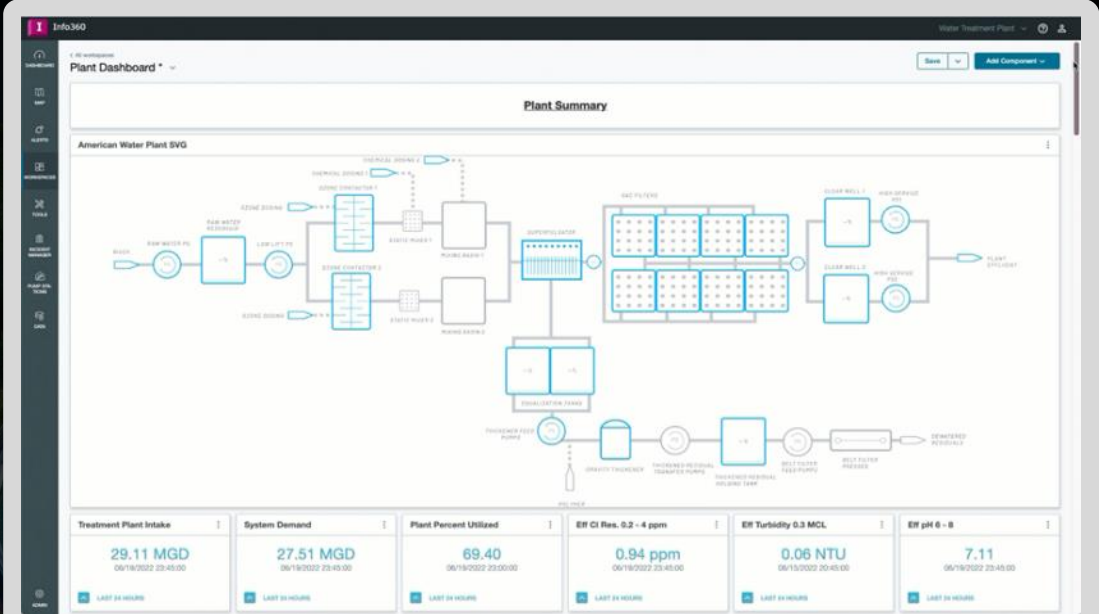 Info360
Water Treatment Plant
DASHBOARD
MAP
ALERTS
WORKSPACES
TOOLS
INCIDENT
MANAGER
PUMP STA-
TIONS
DATA
ADMIN
< All workspaces
Plant Dashboard *
Save
Add Component
Plant Summary
American Water Plant SVG
CHEMICAL DOSING 2
CHEMICAL DOSING 1
OZONE CONTACTOR 1
OZONE DOSING
RAW WATER
RESERVOIR
RAW WATER PS
LOW LIFT PS
RIVER
STATIC MIXER 1
MIXING BASIN 1
OZONE CONTACTOR 2
OZONE DOSING
STATIC MIXER 2
MIXING BASIN 2
SUPERPULSATOR
GAC FILTERS
CLEAR WELL 1
HIGH SERVICE
PS1
CLEAR WELL 2
HIGH SERVICE
PS2
PLANT
EFFLUENT
EQUALIZATION TANKS
THICKENER FEED
PUMPS
POLYMER
GRAVITY THICKENER
THICKENED RESIDUAL
TRANSFER PUMPS
THICKENED RESIDUAL
HOLDING TANK
BELT FILTER
FEED PUMPS
BELT FILTER
PRESSES
DEWATERED
RESIDUALS
Treatment Plant Intake
29.11 MGD
06/19/2022 23:45:00
LAST 24 HOURS
System Demand
27.51 MGD
06/19/2022 23:45:00
LAST 24 HOURS
Plant Percent Utilized
69.40
06/19/2022 23:00:00
LAST 24 HOURS
Eff Cl Res. 0.2 - 4 ppm
0.94 ppm
06/19/2022 23:45:00
LAST 24 HOURS
Eff Turbidity 0.3 MCL
0.06 NTU
06/13/2022 20:45:00
LAST 24 HOURS
Eff pH 6 - 8
7.11
06/19/2022 23:45:00
LAST 24 HOURS